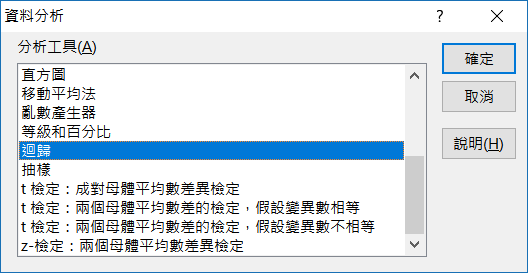 資料分析
?
分析工具(A)
確定
直方圖
移動平均法
取消
亂數產生器
等級和百分比
說明(H)
迴歸
抽樣
t 檢定：成對母體平均數差異檢定
t 檢定：兩個母體平均數差的檢定，假設變異數相等
t 檢定：兩個母體平均數差的檢定，假設變異數不相等
z-檢定：兩個母體平均數差異檢定